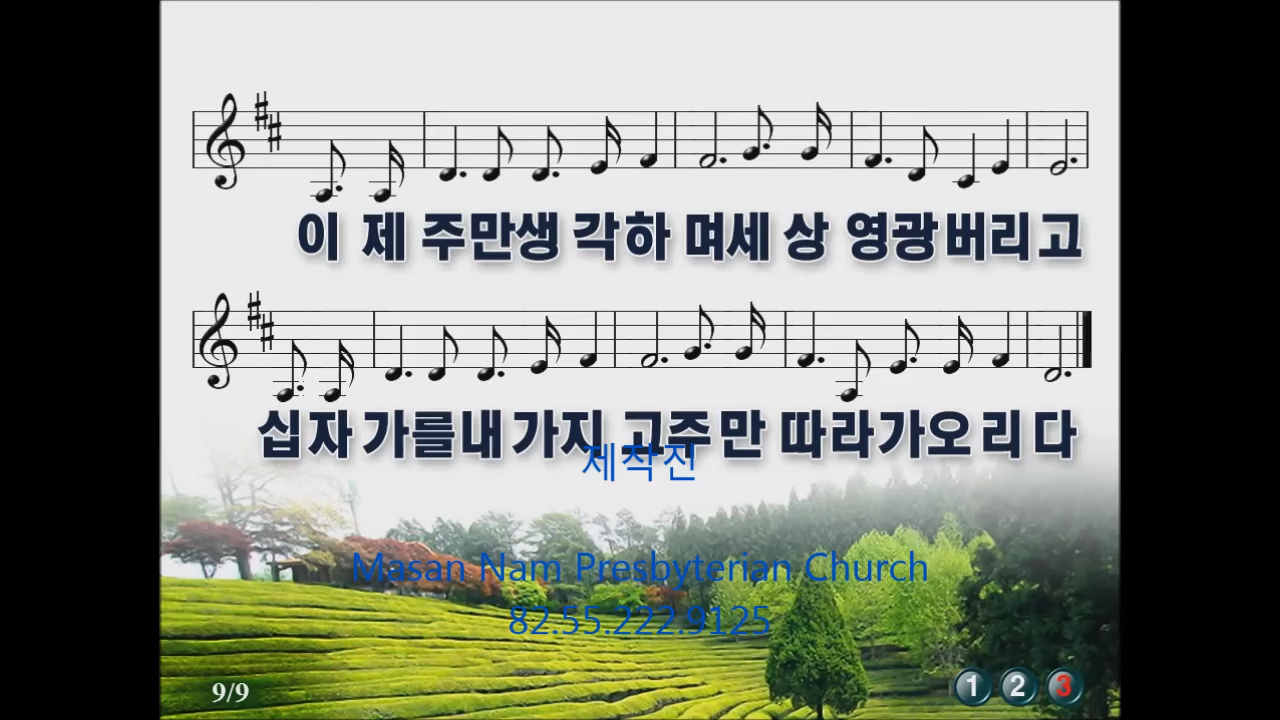 이 제 주만생 각하 며세 상 영광버리고
십자가를내가지 고주만 따라가오리다
제작진
Masan Nam Presbyterian Church
82.55.222.9125
9/9
1 2 3